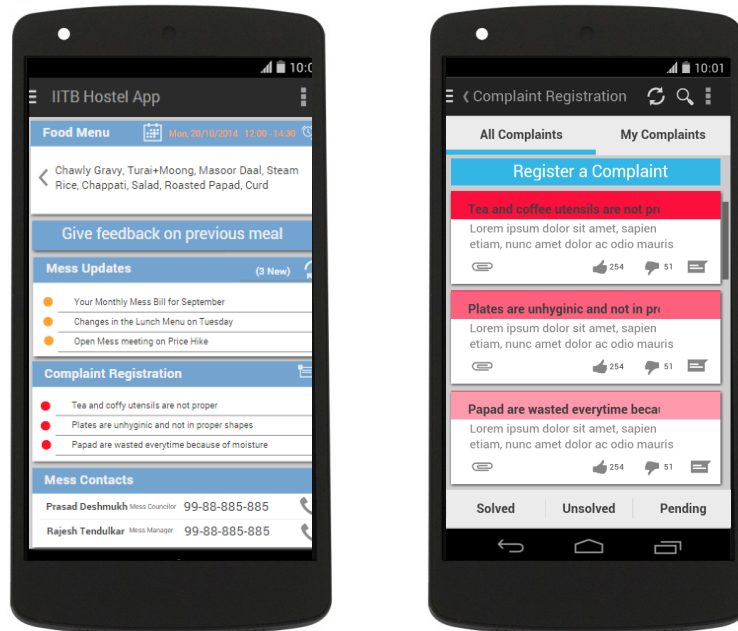 10:0
IITB Hostel App
Food Menu Mon, 20/10/2014 12:00 - 14:30
Chawly Gravy, Turai+Moong, Masoor Daal, Steam
Rice, Chappati, Salad, Roasted Papad, Curd
Give feedback on previous meal
Mess Updates (3 New)
Your Monthly Mess Bill for September
Changes in the Lunch Menu on Tuesday
Open Mess meeting on Price Hike
Complaint Registration
Tea and coffy utensils are not proper
Plates are unhyginic and not in proper shapes
Papad are wasted everytime because of moisture
Mess Contacts
Prasad Deshmukh Mess Councilor 99-88-885-885
Rajesh Tendulkar Mess Manager 99-88-885-885
10:01
Complaint Registration
All Complaints My Complaints
Register a Complaint
Tea and coffee utensils are not pro
Lorem ipsum dolor sit amet, sapien
etiam, nunc amet dolor ac odio mauris
254 51
Plates are unhyginic and not in pro
Lorem ipsum dolor sit amet, sapien
etiam, nunc amet dolor ac odio mauris
254 51
Papad are wasted everytime becau
Lorem ipsum dolor sit amet, sapien
etiam, nunc amet dolor ac odio mauris
254 51
Solved Unsolved Pending